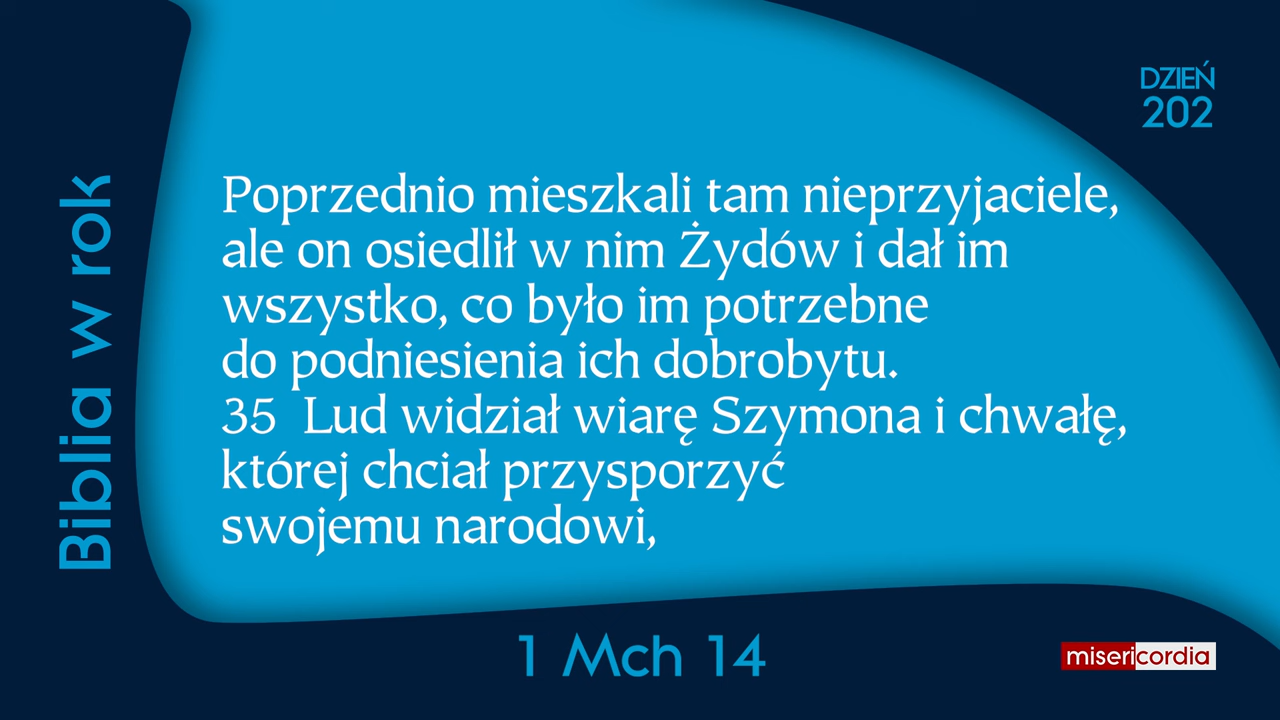 DZIEŃ
202
Biblia w rok
Poprzednio mieszkali tam nieprzyjaciele,
ale on osiedlił w nim Żydów i dał im
wszystko, co było im potrzebne
do podniesienia ich dobrobytu.
35 Lud widział wiarę Szymona i chwałę,
której chciał przysporzyć
swojemu narodowi,
1 Mch 14
misericordia